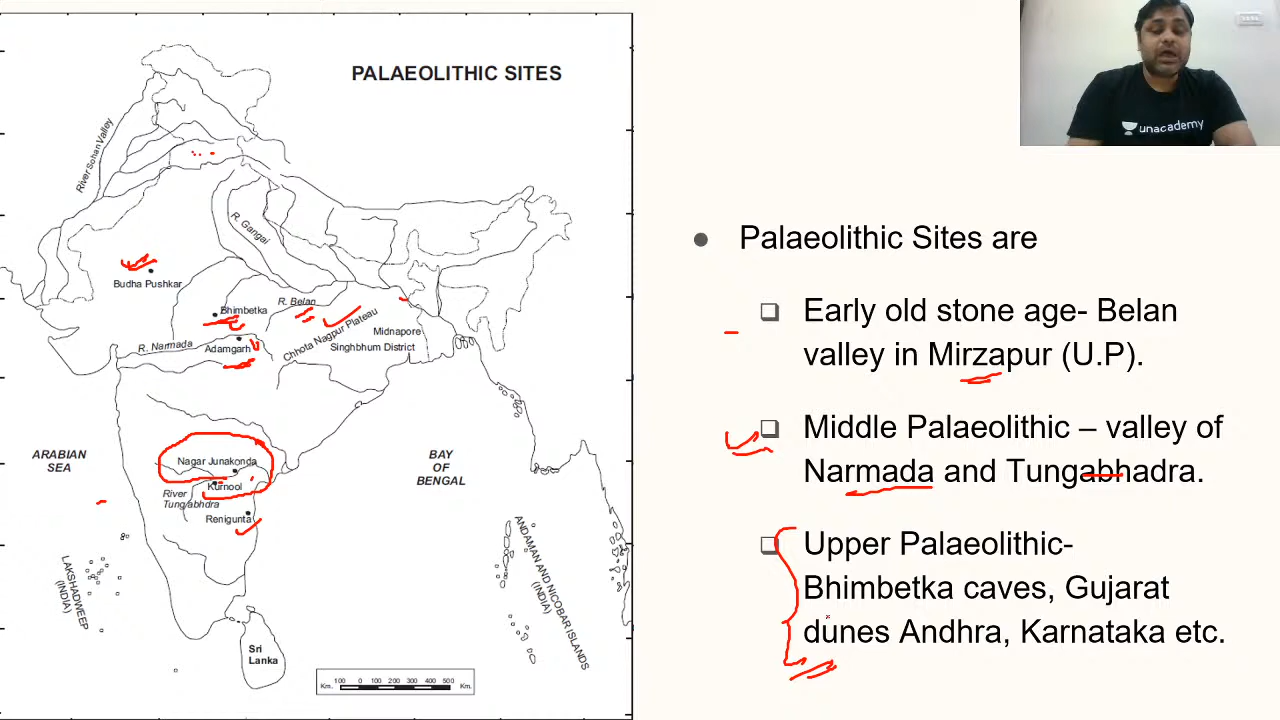 PALAEOLITHIC SITES
River Sohan Valley
R. Gangai
Budha Pushkar
Bhimbetka
R. Belan
R. Narmada
Adamgarh
Chhota Nagpur Plateau
Midnapore
Singhbhum District
ARABIAN
SEA
Nagar Junakonda
Kurnool
River
Tungabhdra
Renigunta
BAY
OF
BENGAL
LAKSHADWEEP
(INDIA)
ANDAMAN AND NICOBAR ISLANDS
(INDIA)
Sri
Lanka
100 0 100 200 300 400 500
Km. Km.
unacademy
Palaeolithic Sites are
Early old stone age- Belan
valley in Mirzapur (U.P).
Middle Palaeolithic – valley of
Narmada and Tungabhadra.
Upper Palaeolithic-
Bhimbetka caves, Gujarat
dunes Andhra, Karnataka etc.